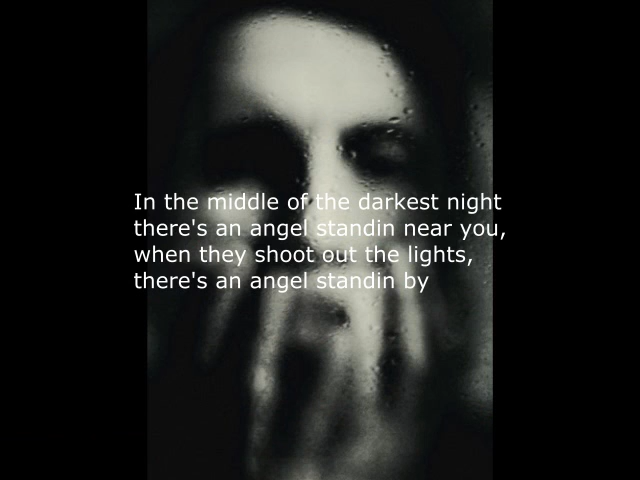 In the middle of the darkest night
there's an angel standin near you,
when they shoot out the lights,
there's an angel standin by